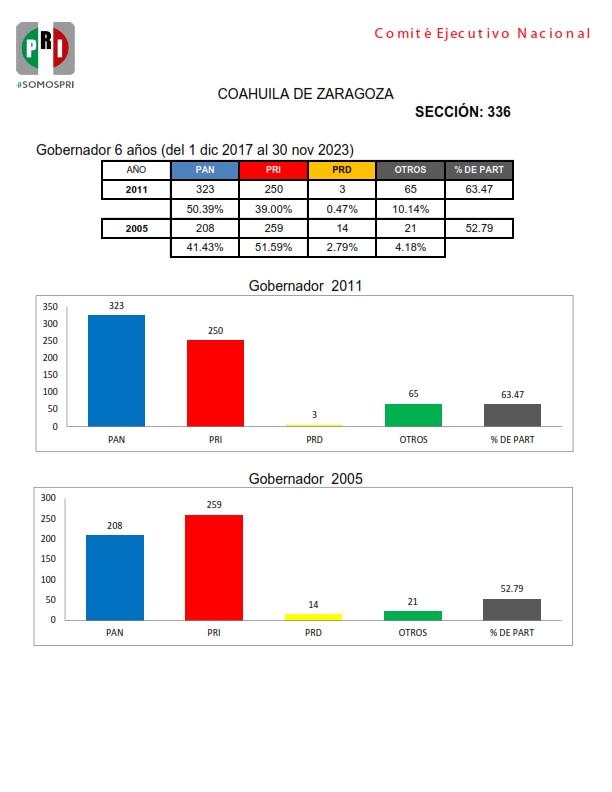 PRI
#SOMOSPRI
Comité Ejecutivo Nacional
COAHUILA DE ZARAGOZA
SECCIÓN: 336
Gobernador 6 años (del 1 dic 2017 al 30 nov 2023)
AÑO PAN PRI PRD OTROS % DE PART
2011 323 250 3 65 63.47
50.39% 39.00% 0.47% 10.14%
2005 208 259 14 21 52.79
41.43% 51.59% 2.79% 4.18%
Gobernador 2011
350
300
250
200
150
100
50
0
323
250
3
65
63.47
PAN PRI PRD OTROS % DE PART
Gobernador 2005
300
250
200
150
100
50
0
208
259
14
21
52.79
PAN PRI PRD OTROS % DE PART